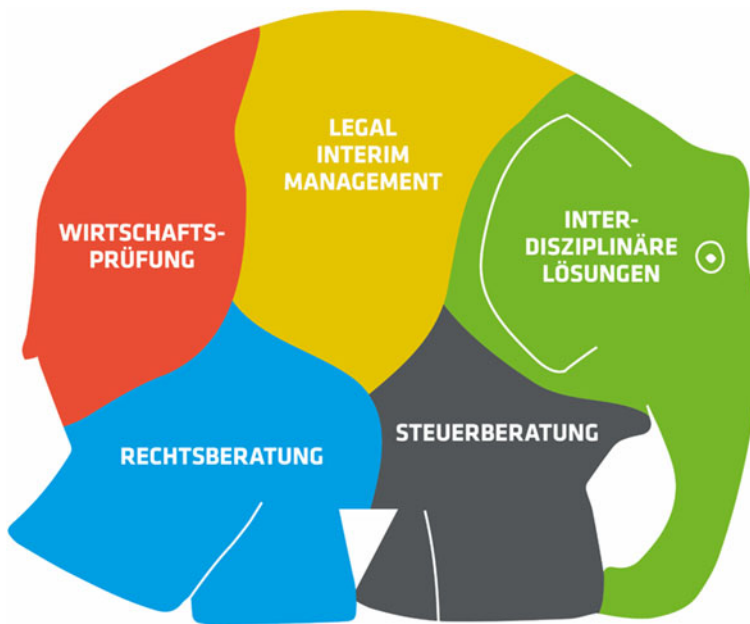 LEGAL
INTERIM
MANAGEMENT
WIRTSCHAFTS-
PRÜFUNG
INTER-
DISZIPLINÄRE
LÖSUNGEN
RECHTSBERATUNG
STEUERBERATUNG